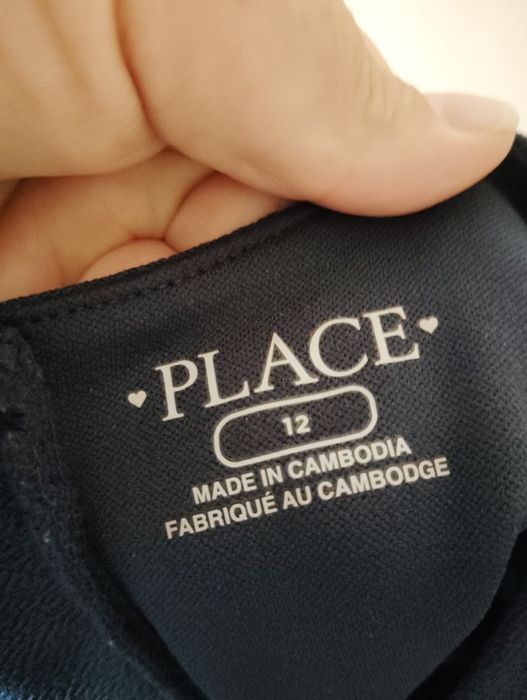 PLACE
12
MADE IN CAMBODIA
FABRIQUÉ AU CAMBODGE